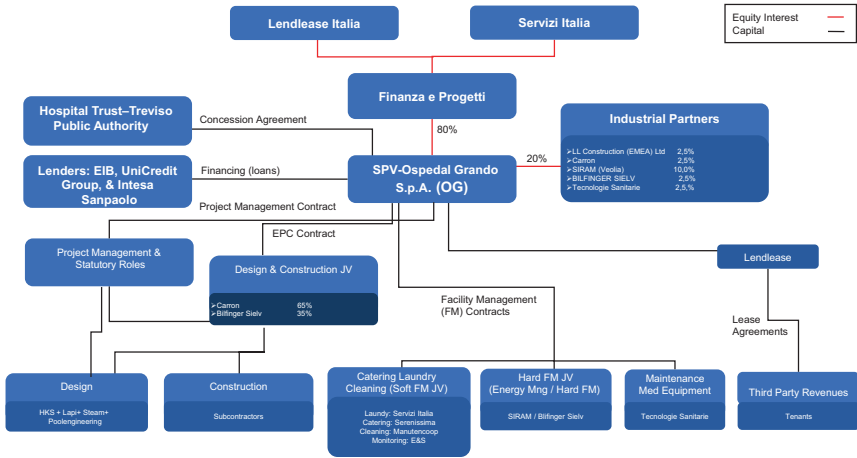 Lendlease Italia
Servizi Italia
Equity Interest
Capital
Finanza e Progetti
Hospital Trust–Treviso
Public Authority
Concession Agreement
80%
Industrial Partners
➢LL Construction (EMEA) Ltd 2,5%
➢Carron 2,5%
➢SIRAM (Veolia) 10,0%
➢BILFINGER SIELV 2,5%
➢Tecnologie Sanitarie 2,5,%
20%
Lenders: EIB, UniCredit
Group, & Intesa
Sanpaolo
Financing (loans)
SPV-Ospedal Grando
S.p.A. (OG)
Project Management Contract
EPC Contract
Project Management &
Statutory Roles
Design & Construction JV
➢Carron 65%
➢Bilfinger Sielv 35%
Lendlease
Facility Management
(FM) Contracts
Lease
Agreements
Design
HKS + Lapi+ Steam+
Poolengineering
Construction
Subcontractors
Catering Laundry
Cleaning (Soft FM JV)
Laundy: Servizi Italia
Catering: Serenissima
Cleaning: Manutencoop
Monitoring: E&S
Hard FM JV
(Energy Mng / Hard FM)
SIRAM / Blifinger Sielv
Maintenance
Med Equipment
Tecnologie Sanitarie
Third Party Revenues
Tenants